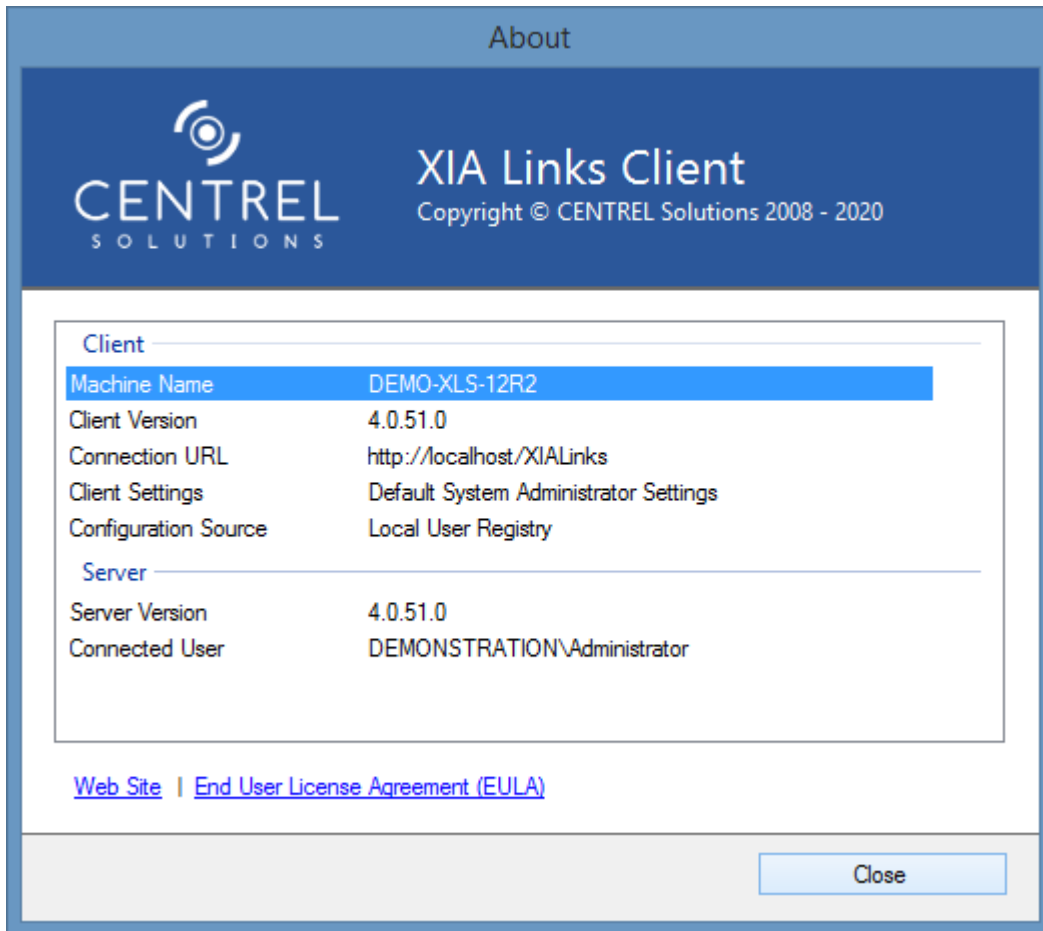 About
CENTREL
SOLUTIONS
XIA Links Client
Copyright © CENTREL Solutions 2008 - 2020
Client
Machine Name DEMO-XLS-12R2
Client Version 4.0.51.0
Connection URL http://localhost/XIALinks
Client Settings Default System Administrator Settings
Configuration Source Local User Registry
Server
Server Version 4.0.51.0
Connected User DEMONSTRATION\Administrator
Web Site | End User License Agreement (EULA)
Close